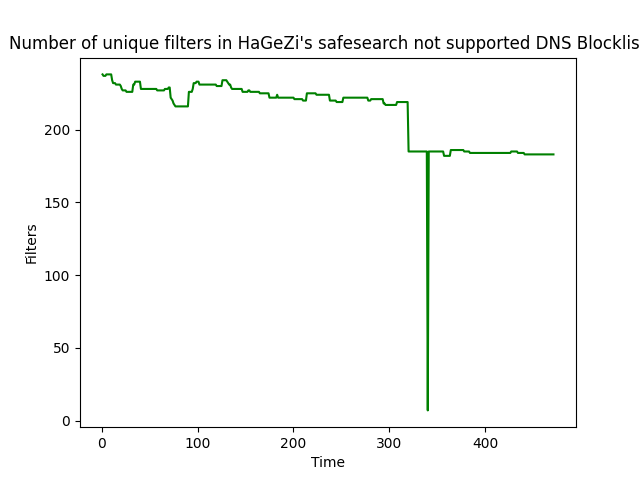 Number of unique filters in HaGeZi's safesearch not supported DNS Blocklis
Filters
200
150
100
50
0
0 100 200 300 400
Time